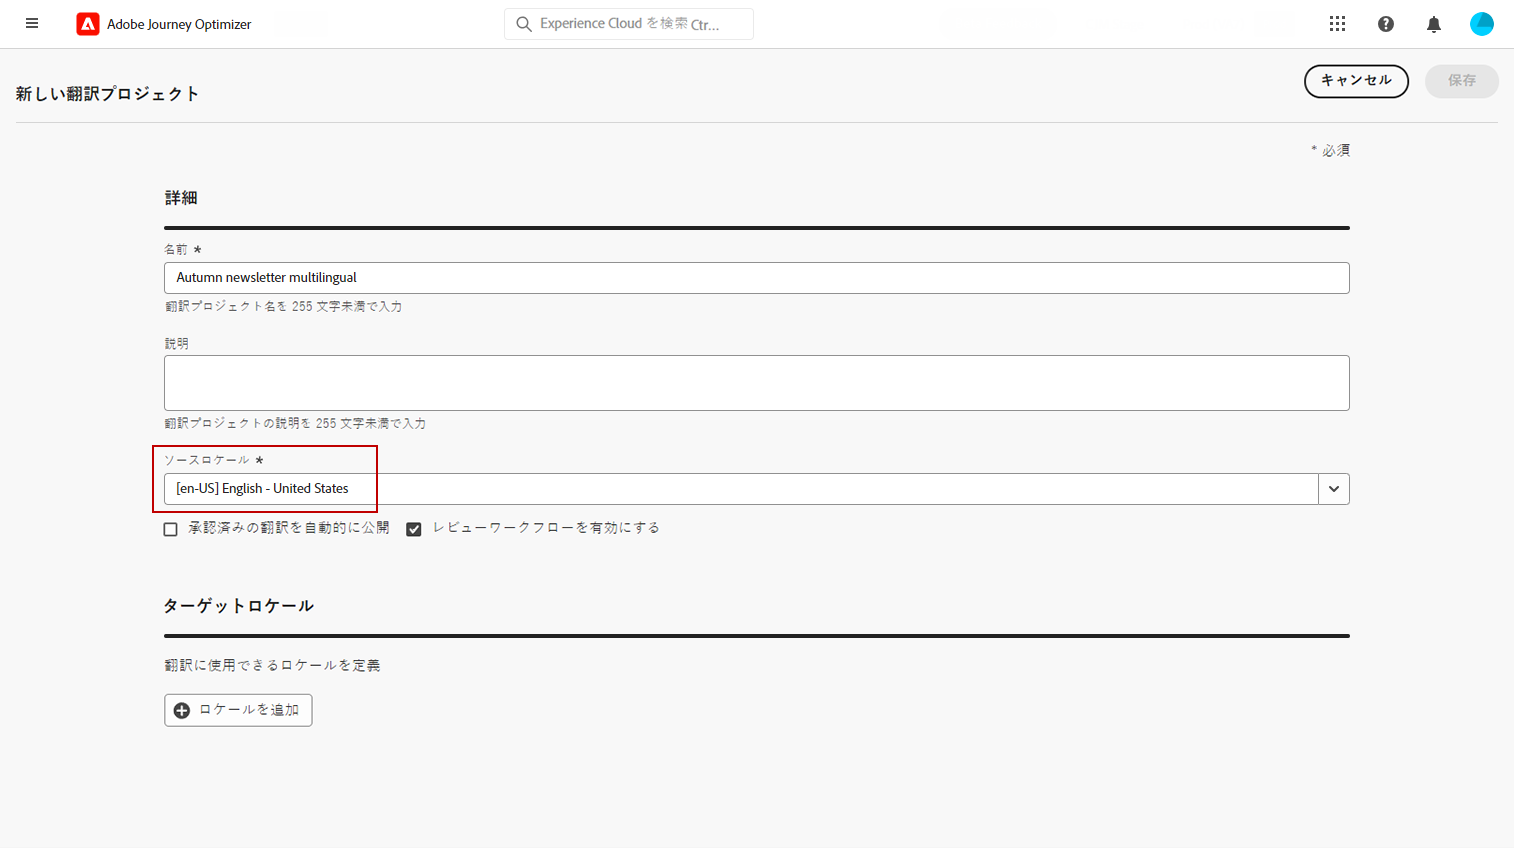 Adobe Journey Optimizer
Experience Cloud を検索 Ctr...
新しい翻訳プロジェクト
キャンセル
保存
* 必須
詳細
名前 *
Autumn newsletter multilingual
翻訳プロジェクト名を 255 文字未満で入力
説明
翻訳プロジェクトの説明を 255 文字未満で入力
ソースロケール *
[en-US] English - United States
承認済みの翻訳を自動的に公開 レビューワークフローを有効にする
ターゲットロケール
翻訳に使用できるロケールを定義
ロケールを追加